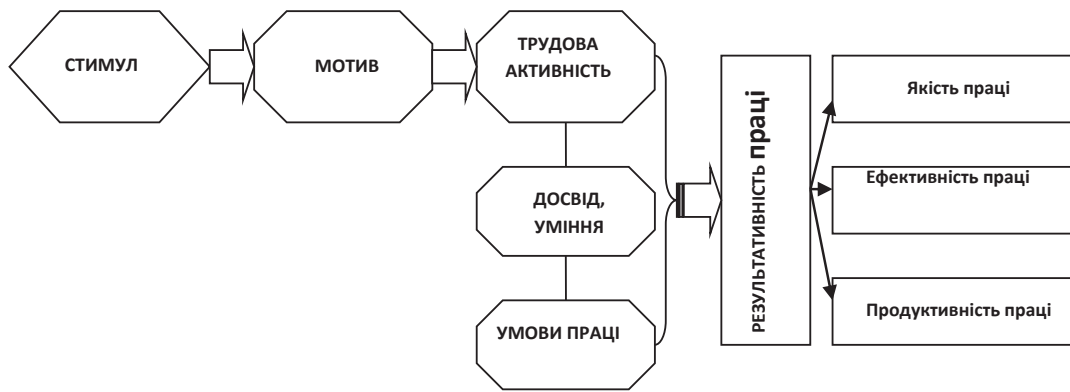 СТИМУЛ
МОТИВ
ТРУДОВА
АКТИВНІСТЬ
ДОСВІД,
УМІННЯ
УМОВИ ПРАЦІ
РЕЗУЛЬТАТИВНІСТЬ праці
Якість праці
Ефективність праці
Продуктивність праці